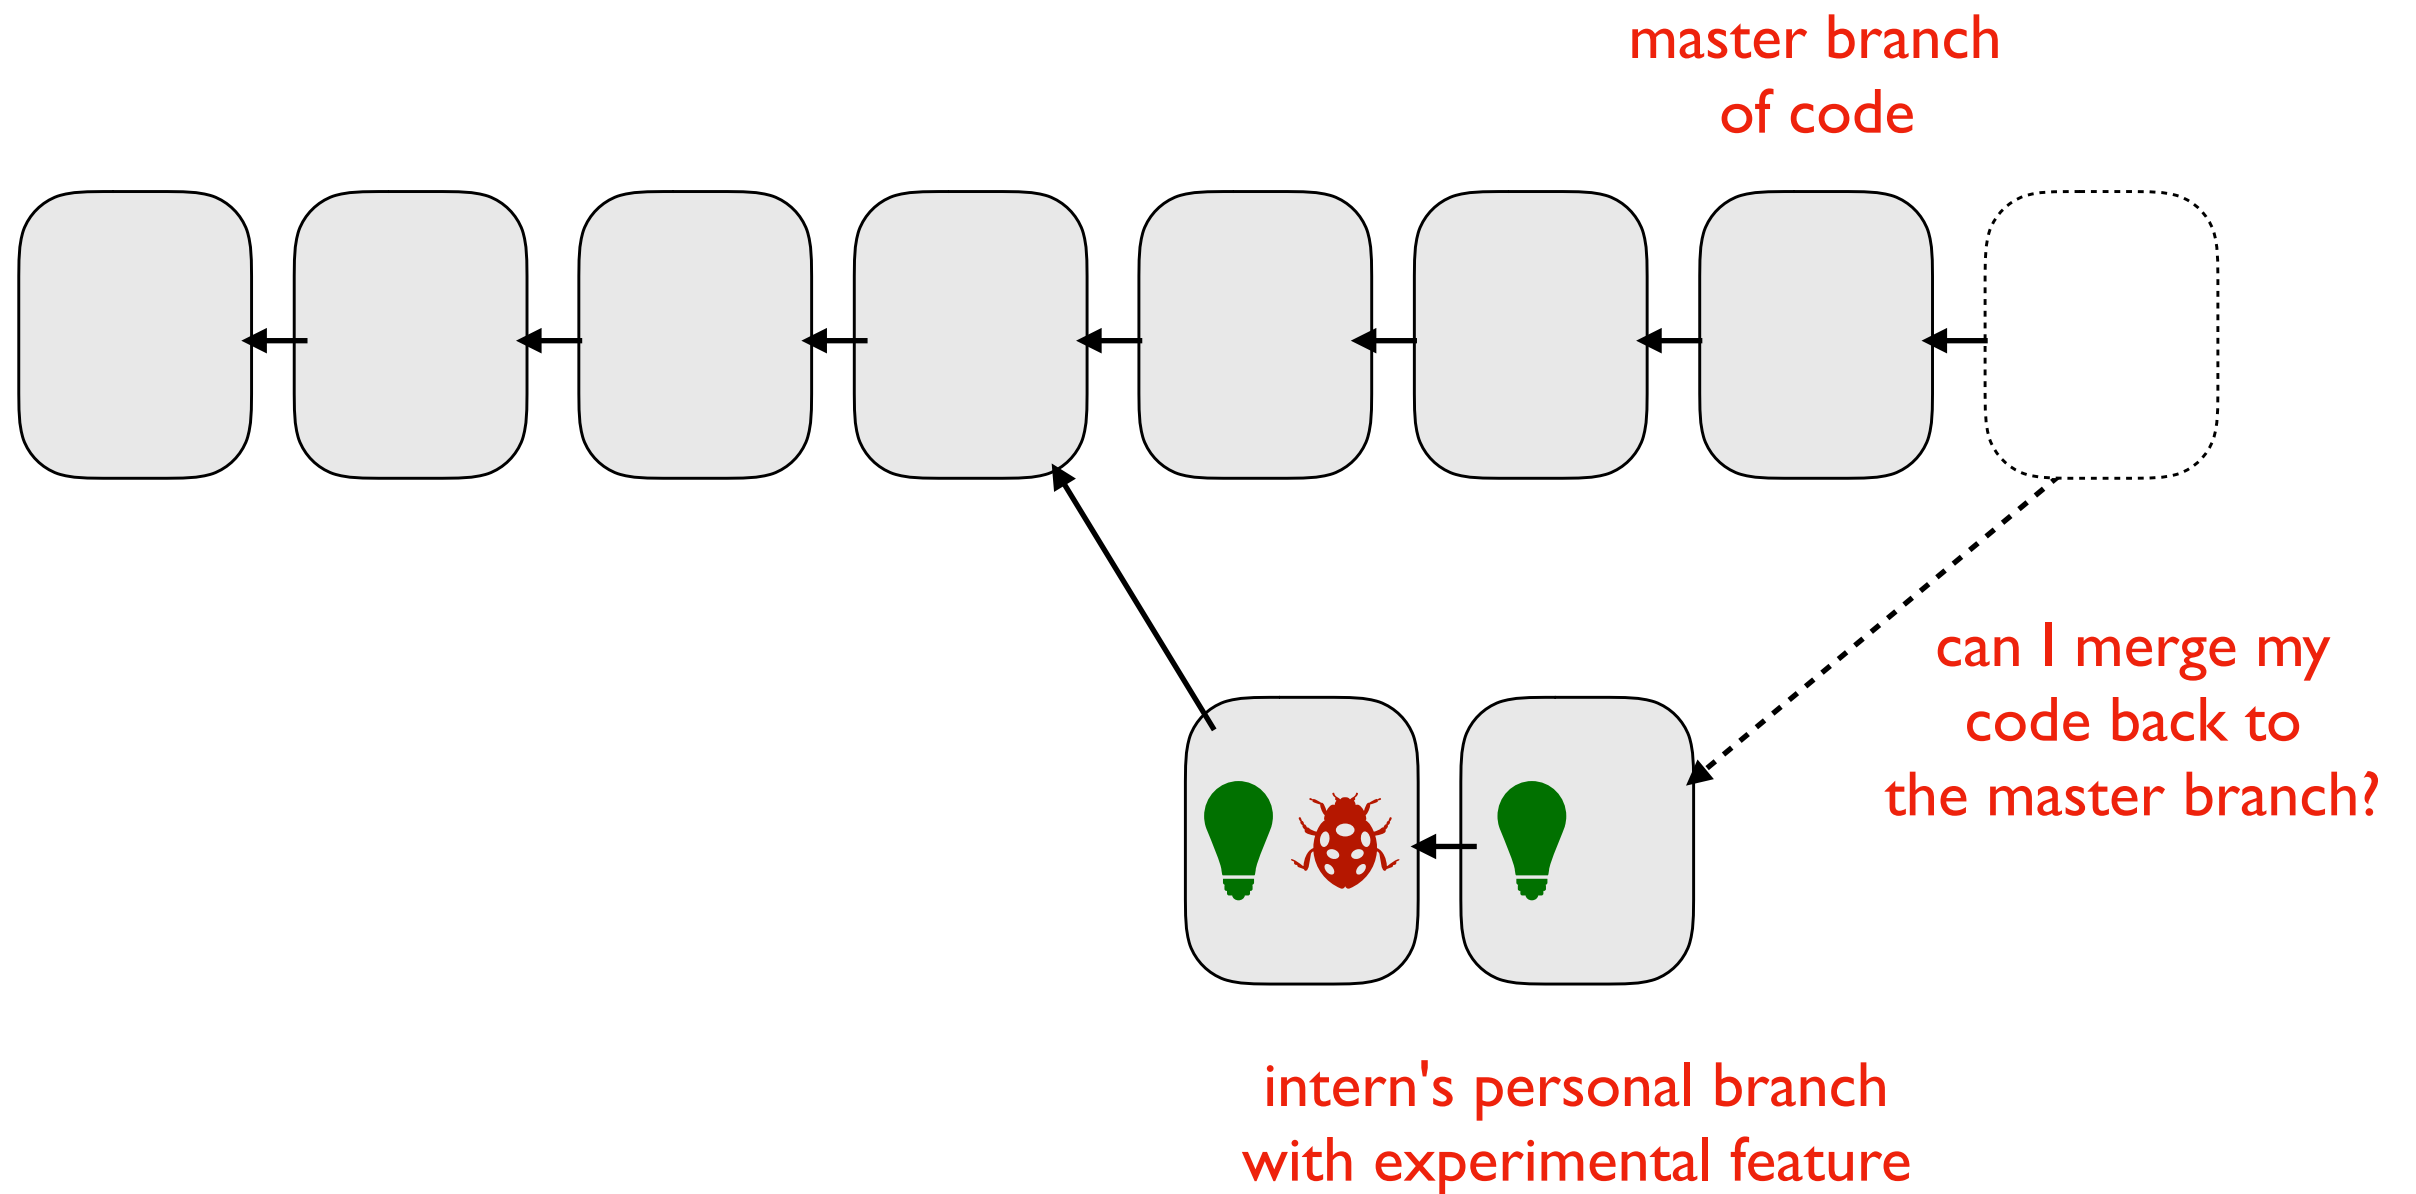 master branch
of code
can I merge my
code back to
the master branch?
intern's personal branch
with experimental feature